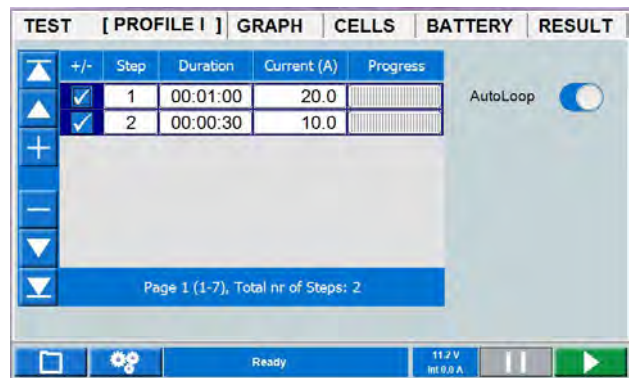 TEST [ PROFILE I ] GRAPH CELLS BATTERY RESULT
+/- Step Duration Current (A) Progress
1 00:01:00 20.0
2 00:00:30 10.0
AutoLoop
Page 1 (1-7), Total nr of Steps: 2
Ready
11.2 V
Int 0.0 A